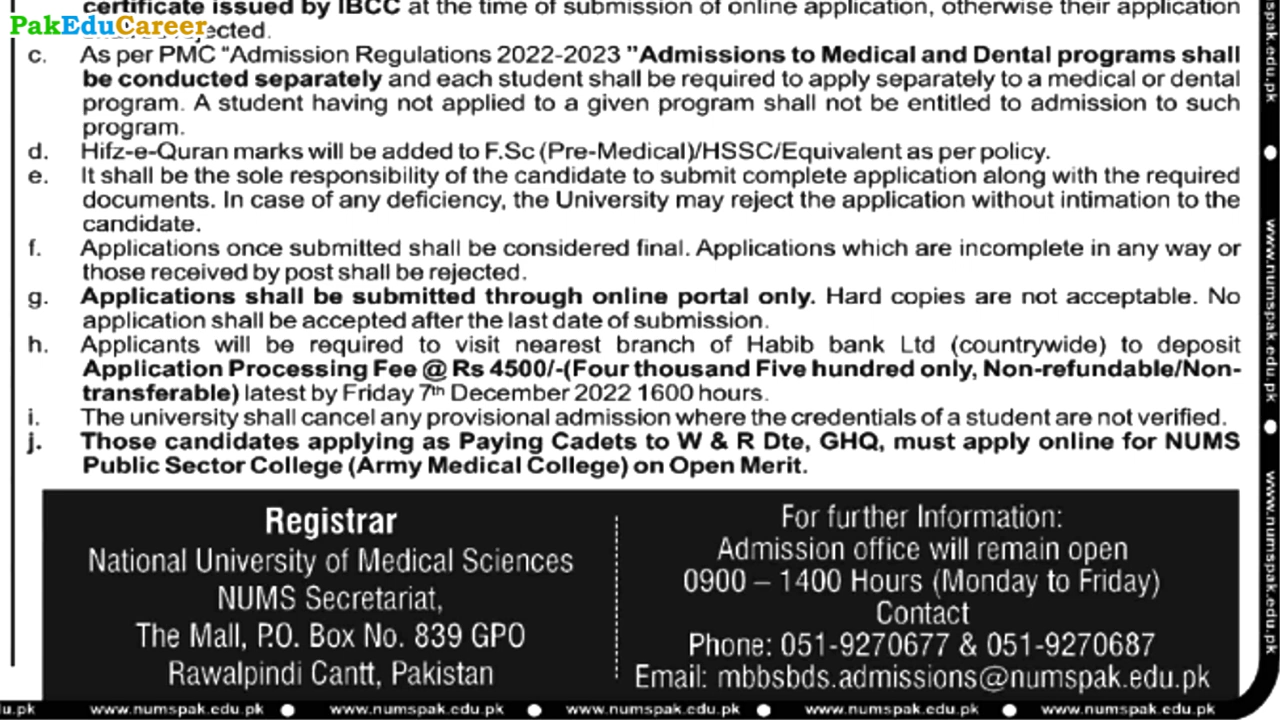 certificate issued by IBCC at the time of submission of online application, otherwise their application
PakEduCareer
rejected.
c. As per PMC "Admission Regulations 2022-2023 "Admissions to Medical and Dental programs shall
be conducted separately and each student shall be required to apply separately to a medical or dental
program. A student having not applied to a given program shall not be entitled to admission to such
program.
d. Hifz-e-Quran marks will be added to F.Sc (Pre-Medical)/HSSC/Equivalent as per policy.
e. It shall be the sole responsibility of the candidate to submit complete application along with the required
documents. In case of any deficiency, the University may reject the application without intimation to the
candidate.
f. Applications once submitted shall be considered final. Applications which are incomplete in any way or
those received by post shall be rejected.
g. Applications shall be submitted through online portal only. Hard copies are not acceptable. No
application shall be accepted after the last date of submission.
h. Applicants will be required to visit nearest branch of Habib bank Ltd (countrywide) to deposit
Application Processing Fee @ Rs 4500/-(Four thousand Five hundred only, Non-refundable/Non-
transferable) latest by Friday 7th December 2022 1600 hours.
i. The university shall cancel any provisional admission where the credentials of a student are not verified.
j. Those candidates applying as Paying Cadets to W & R Dte, GHQ, must apply online for NUMS
Public Sector College (Army Medical College) on Open Merit.
Registrar
National University of Medical Sciences
NUMS Secretariat,
The Mall, P.O. Box No. 839 GPO
Rawalpindi Cantt, Pakistan
For further Information:
Admission office will remain open
0900 – 1400 Hours (Monday to Friday)
Contact
Phone: 051-9270677 & 051-9270687
Email: mbbsbds.admissions@numspak.edu.pk
u.pk www.numspak.edu.pk www.numspak.edu.pk www.numspak.edu.pk www.numspak.edu.pk www.numspak.edu.pk
mspak.edu.pk
www.numspak.edu.pk
www.numspak.edu.pk